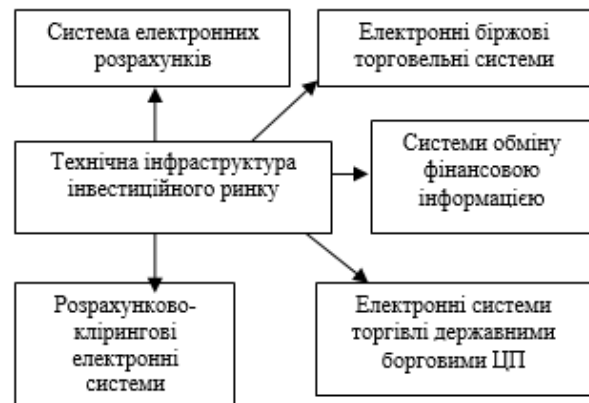 Система електронних
розрахунків
Електронні біржові
торговельні системи
Технічна інфраструктура
інвестиційного ринку
Системи обміну
фінансовою
інформацією
Розрахунково-
клірингові
електронні
системи
Електронні системи
торгівлі державними
борговими ЦП